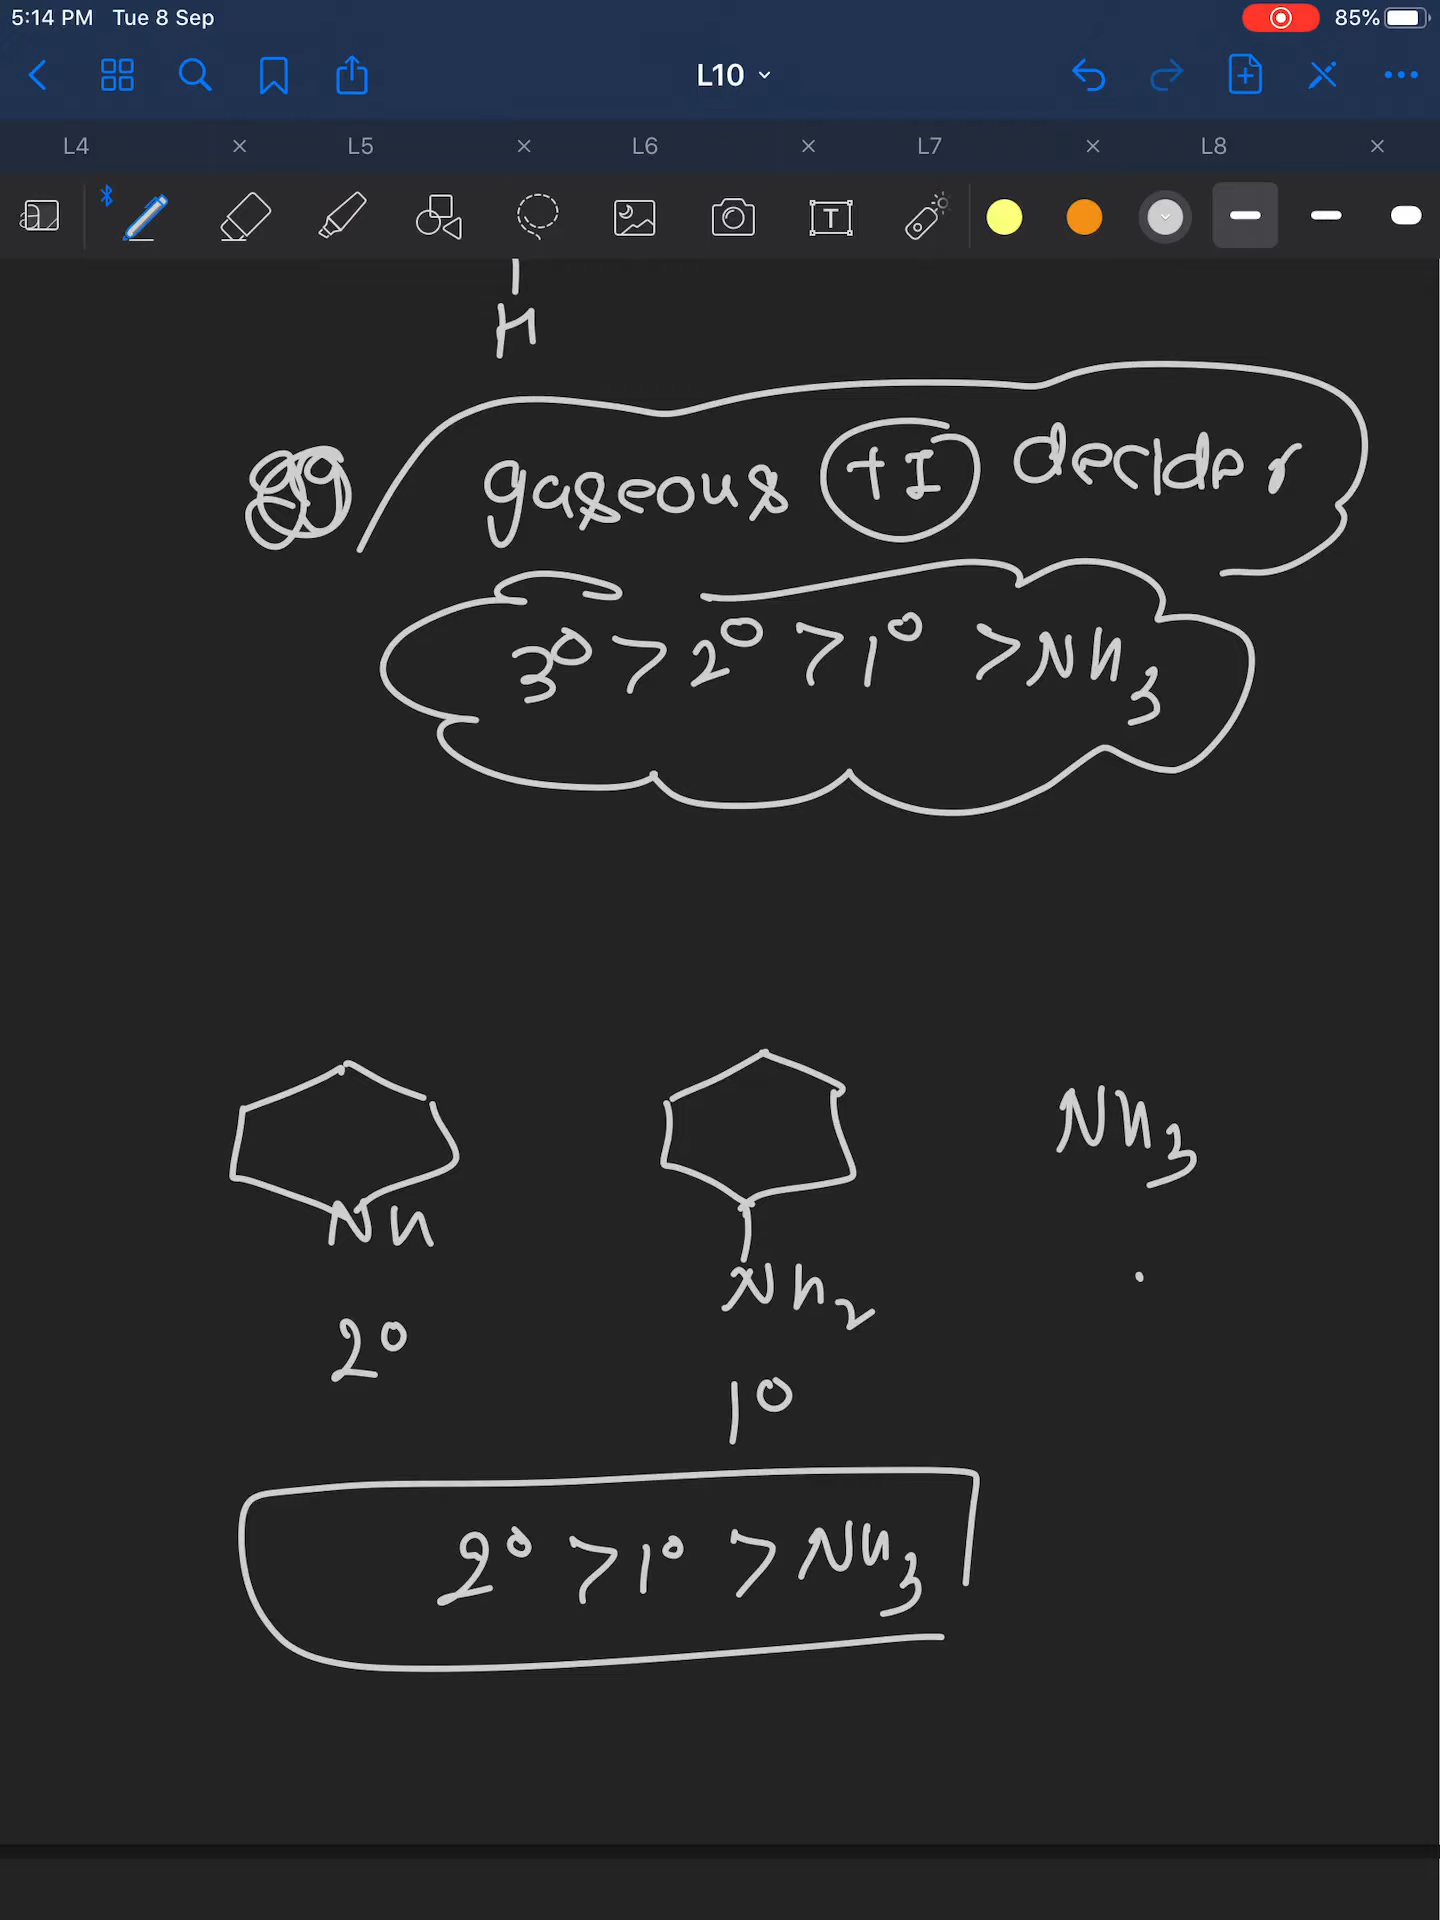 5:14 PM Tue 8 Sep 85%
L10
L4 × L5 × L6 × L7 × L8 ×
a T
H
gaseous +I decider
3° > 2° > 1° > NH3
NH3
NH
NH2
2°
1°
2° > 1° > NH3